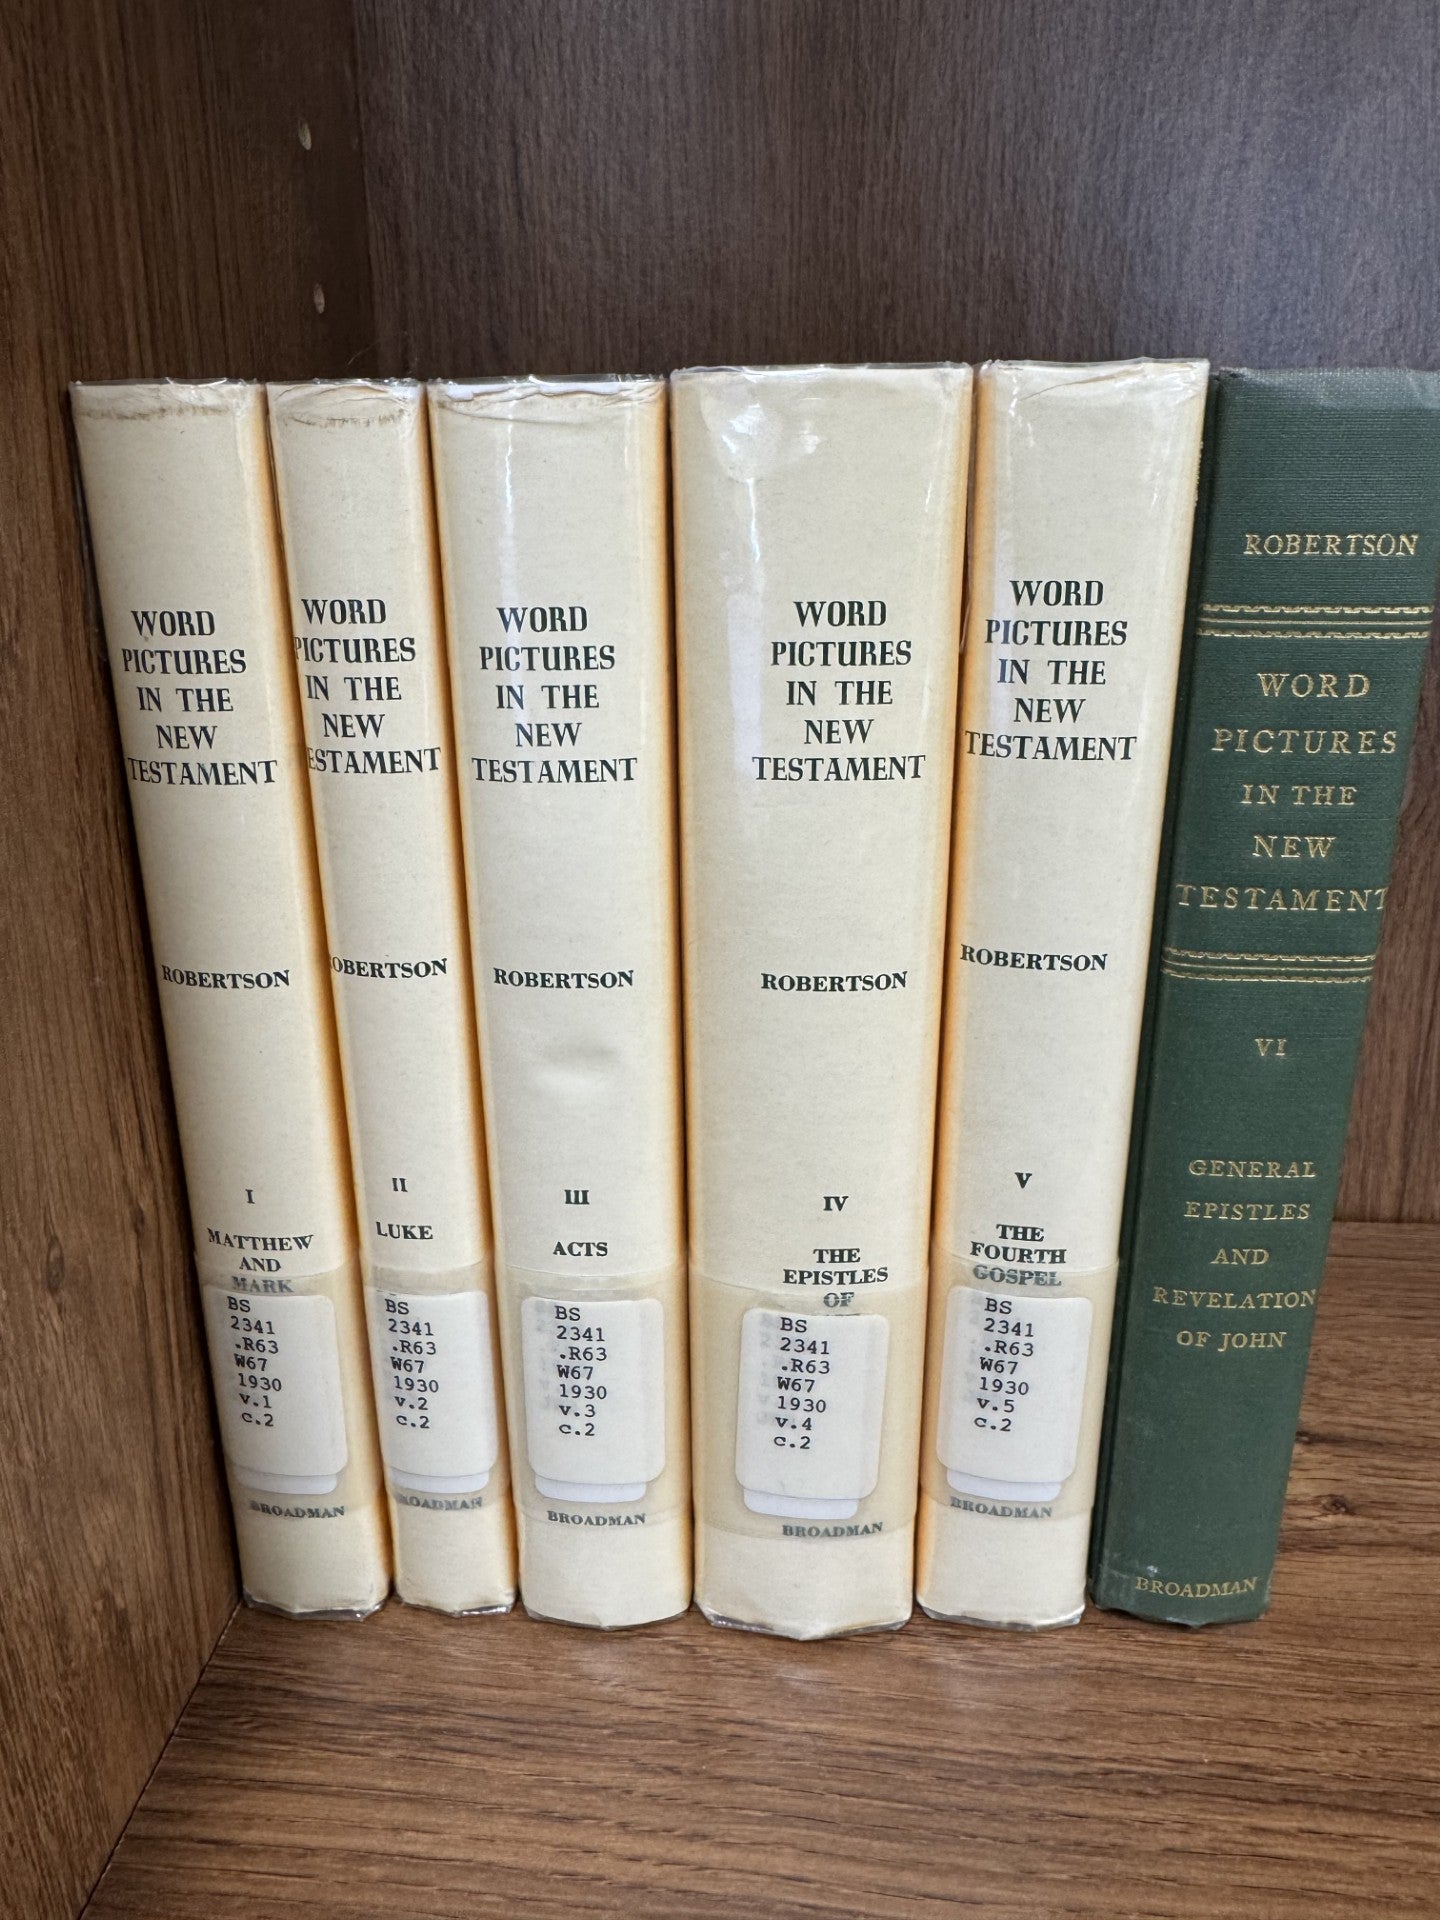 WORD
PICTURES
IN THE
NEW
TESTAMENT
ROBERTSON
I
MATTHEW
AND
MARK
BS
2341
.R63
W67
1930
v.1
c.2
BROADMAN
WORD
PICTURES
IN THE
NEW
TESTAMENT
ROBERTSON
II
LUKE
BS
2341
.R63
W67
1930
v.2
c.2
BROADMAN
WORD
PICTURES
IN THE
NEW
TESTAMENT
ROBERTSON
III
ACTS
BS
2341
.R63
W67
1930
v.3
c.2
BROADMAN
WORD
PICTURES
IN THE
NEW
TESTAMENT
ROBERTSON
IV
THE
EPISTLES
OF
BS
2341
.R63
W67
1930
v.4
c.2
BROADMAN
WORD
PICTURES
IN THE
NEW
TESTAMENT
ROBERTSON
V
THE
FOURTH
GOSPEL
BS
2341
.R63
W67
1930
v.5
c.2
BROADMAN
ROBERTSON
WORD
PICTURES
IN THE
NEW
TESTAMENT
VI
GENERAL
EPISTLES
AND
REVELATION
OF JOHN
BROADMAN